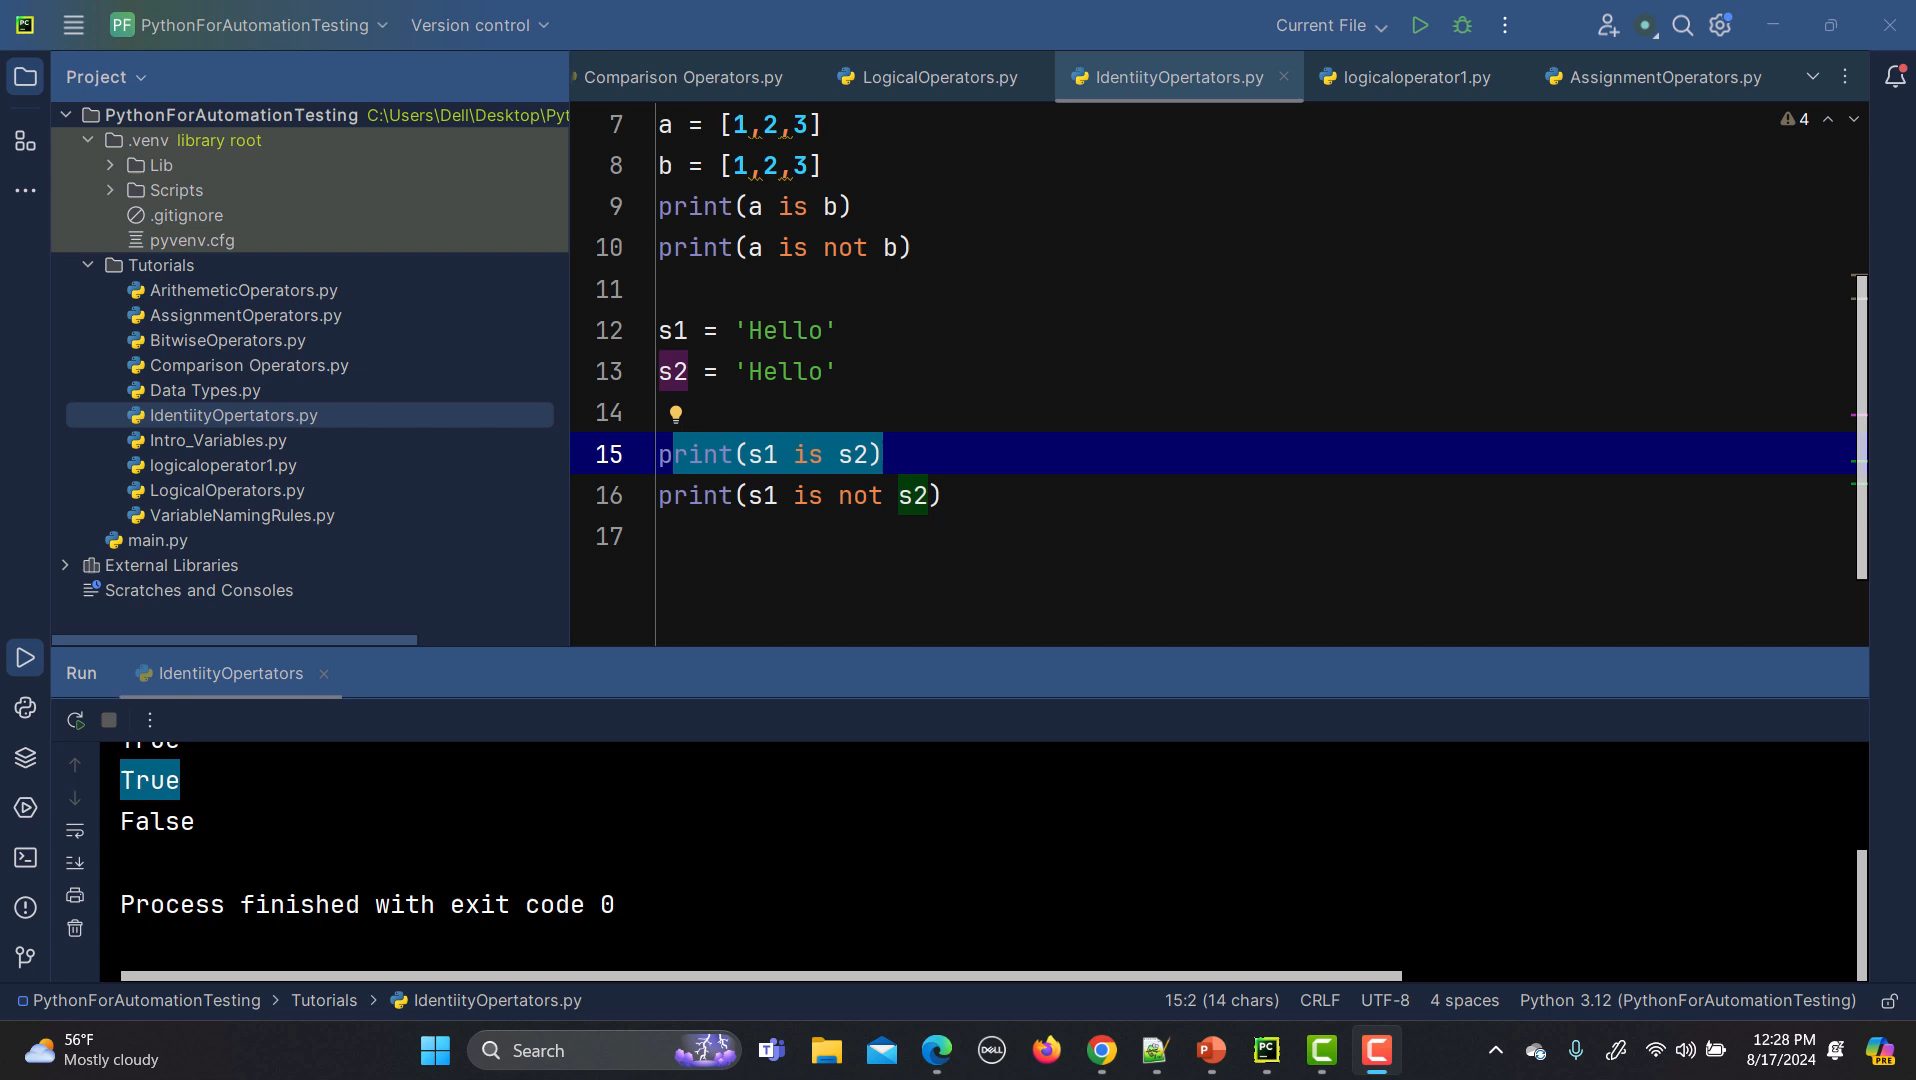 PC
PF PythonForAutomationTesting
Version control
Current File
Project
Comparison Operators.py
LogicalOperators.py
IdentiityOpertators.py
logicaloperator1.py
AssignmentOperators.py
PythonForAutomationTesting C:\Users\Dell\Desktop\Pyt
.venv library root
Lib
Scripts
.gitignore
pyvenv.cfg
Tutorials
ArithemeticOperators.py
AssignmentOperators.py
BitwiseOperators.py
Comparison Operators.py
Data Types.py
IdentiityOpertators.py
Intro_Variables.py
logicaloperator1.py
LogicalOperators.py
VariableNamingRules.py
main.py
External Libraries
Scratches and Consoles
4
7 a = [1,2,3]
8 b = [1,2,3]
9 print(a is b)
10 print(a is not b)
11
12 s1 = 'Hello'
13 s2 = 'Hello'
14
15 print(s1 is s2)
16 print(s1 is not s2)
17
Run
IdentiityOpertators
True
True
False
Process finished with exit code 0
PythonForAutomationTesting > Tutorials > IdentiityOpertators.py
15:2 (14 chars) CRLF UTF-8 4 spaces Python 3.12 (PythonForAutomationTesting)
56°F
Mostly cloudy
Search
DELL
PC
12:28 PM
8/17/2024
PRE